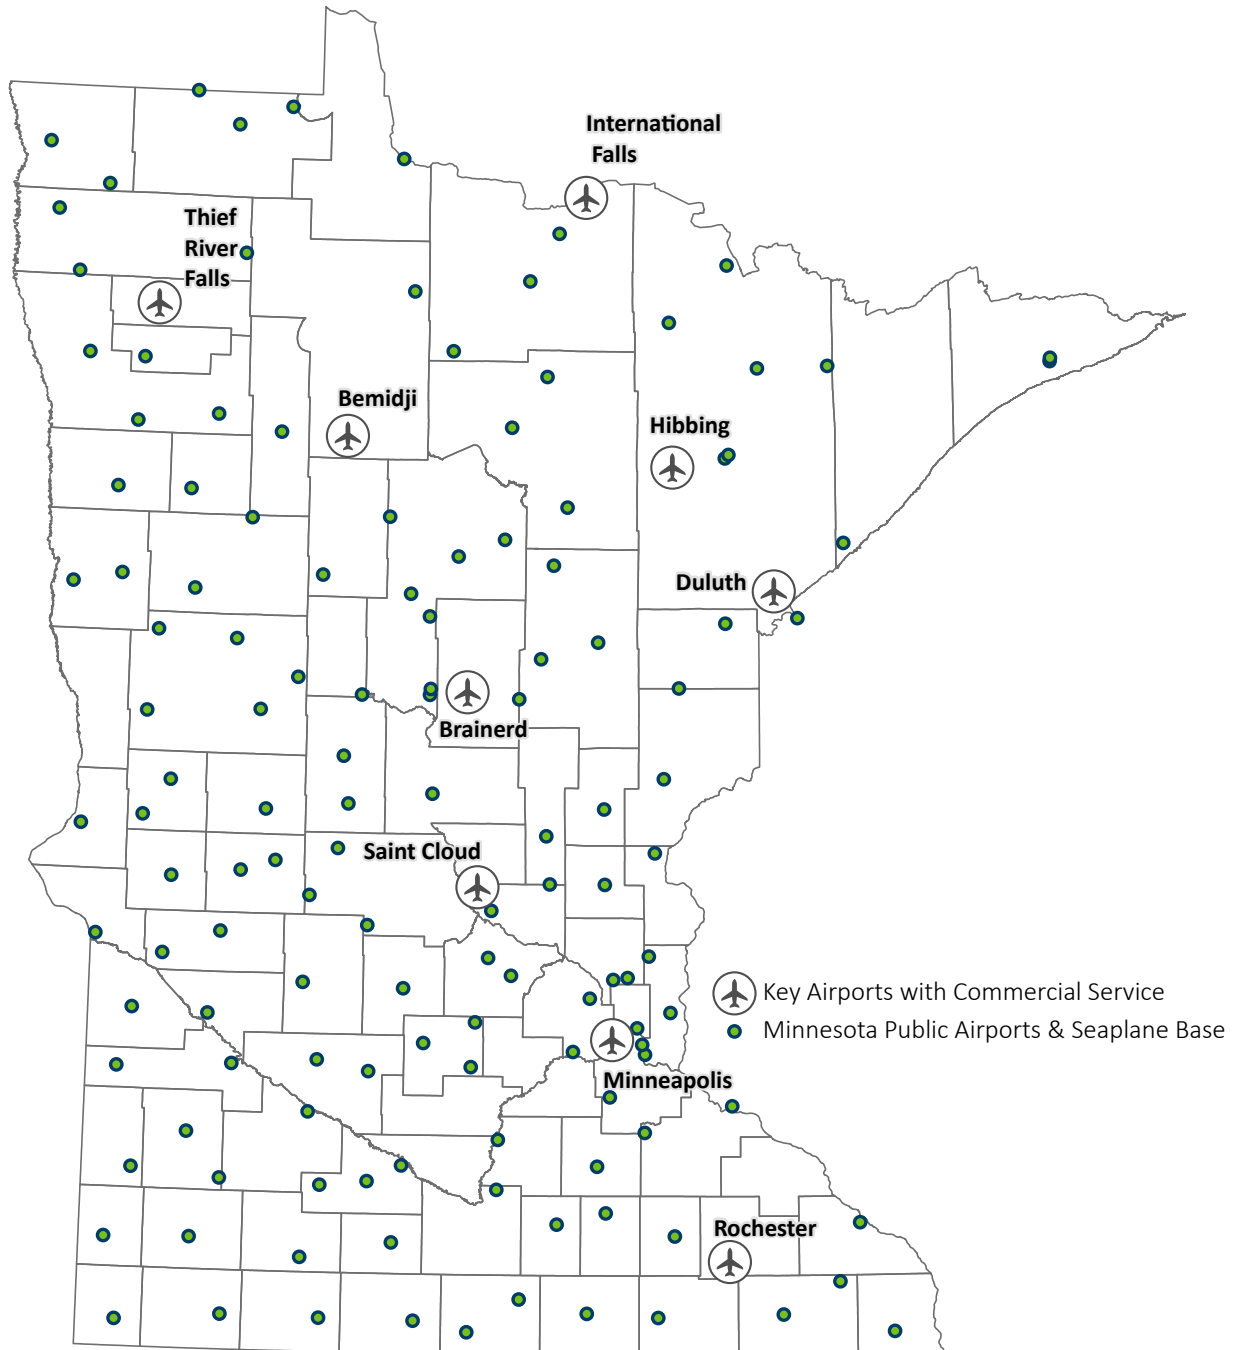 International
Falls
Thief
River
Falls
Bemidji
Hibbing
Duluth
Brainerd
Saint Cloud
Key Airports with Commercial Service
Minnesota Public Airports & Seaplane Base
Minneapolis
Rochester